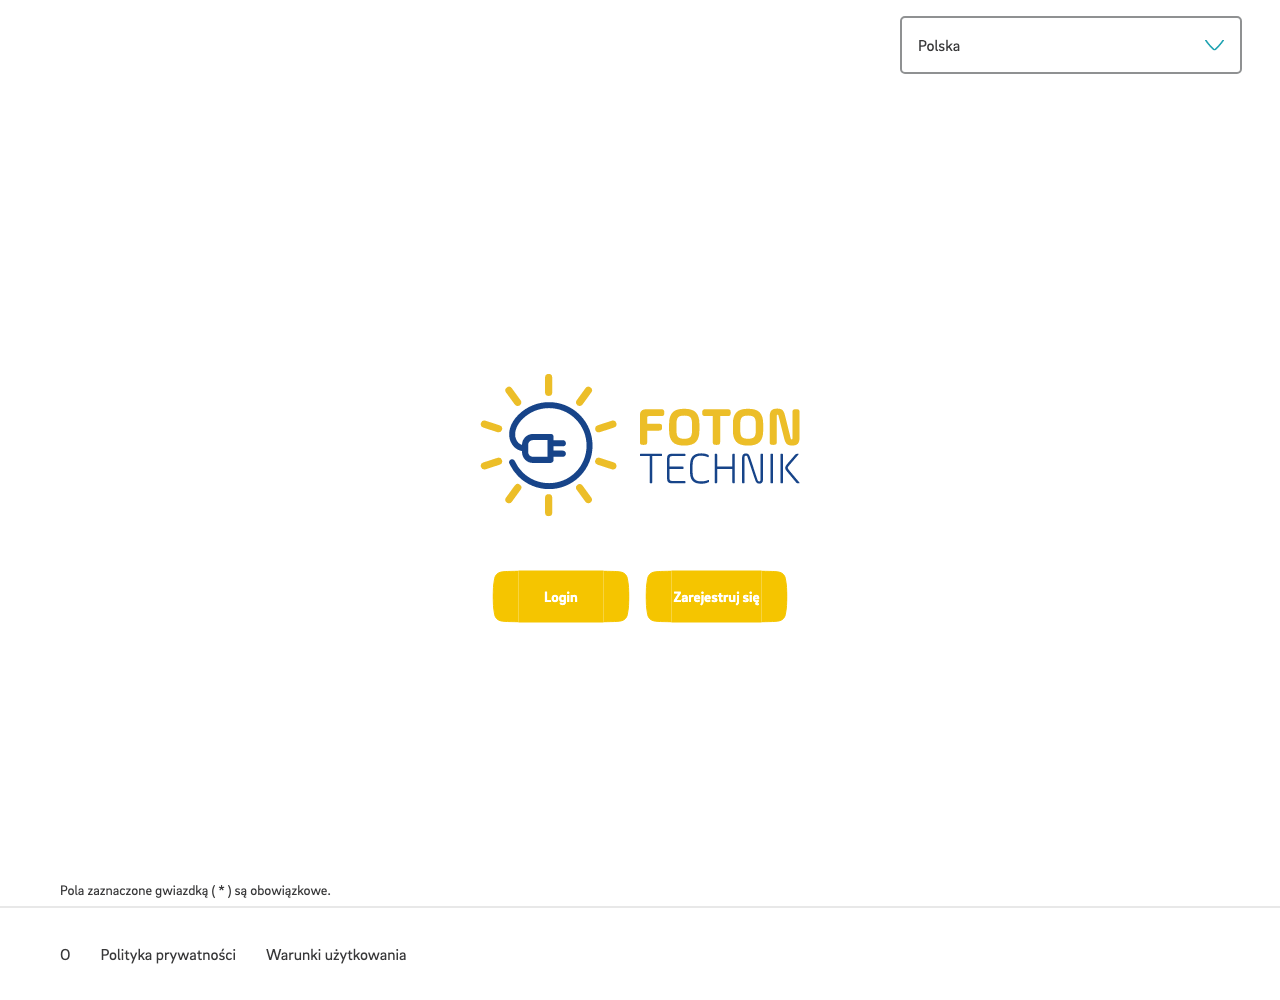 Polska
FOTON
TECHNIK
Login
Zarejestruj się
Pola zaznaczone gwiazdką ( * ) są obowiązkowe.
O
Polityka prywatności
Warunki użytkowania